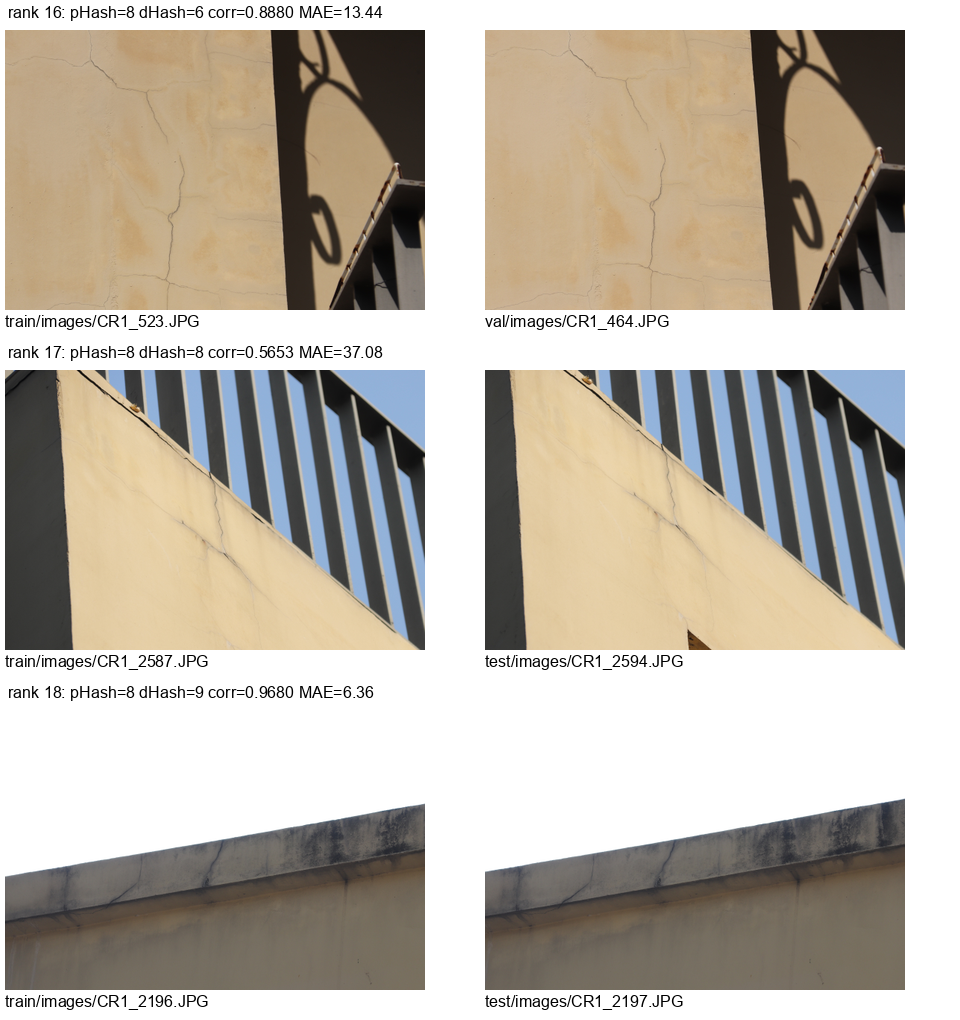 rank 16: pHash=8 dHash=6 corr=0.8880 MAE=13.44
train/images/CR1_523.JPG
val/images/CR1_464.JPG
rank 17: pHash=8 dHash=8 corr=0.5653 MAE=37.08
train/images/CR1_2587.JPG
test/images/CR1_2594.JPG
rank 18: pHash=8 dHash=9 corr=0.9680 MAE=6.36
train/images/CR1_2196.JPG
test/images/CR1_2197.JPG